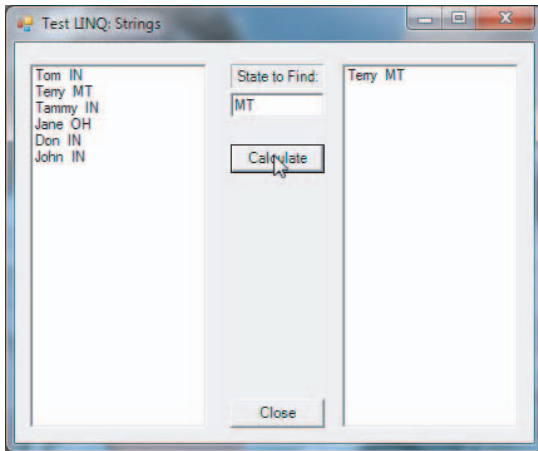 Test LINQ: Strings
Tom IN
Terry MT
Tammy IN
Jane OH
Don IN
John IN
State to Find:
MT
Calculate
Close
Terry MT